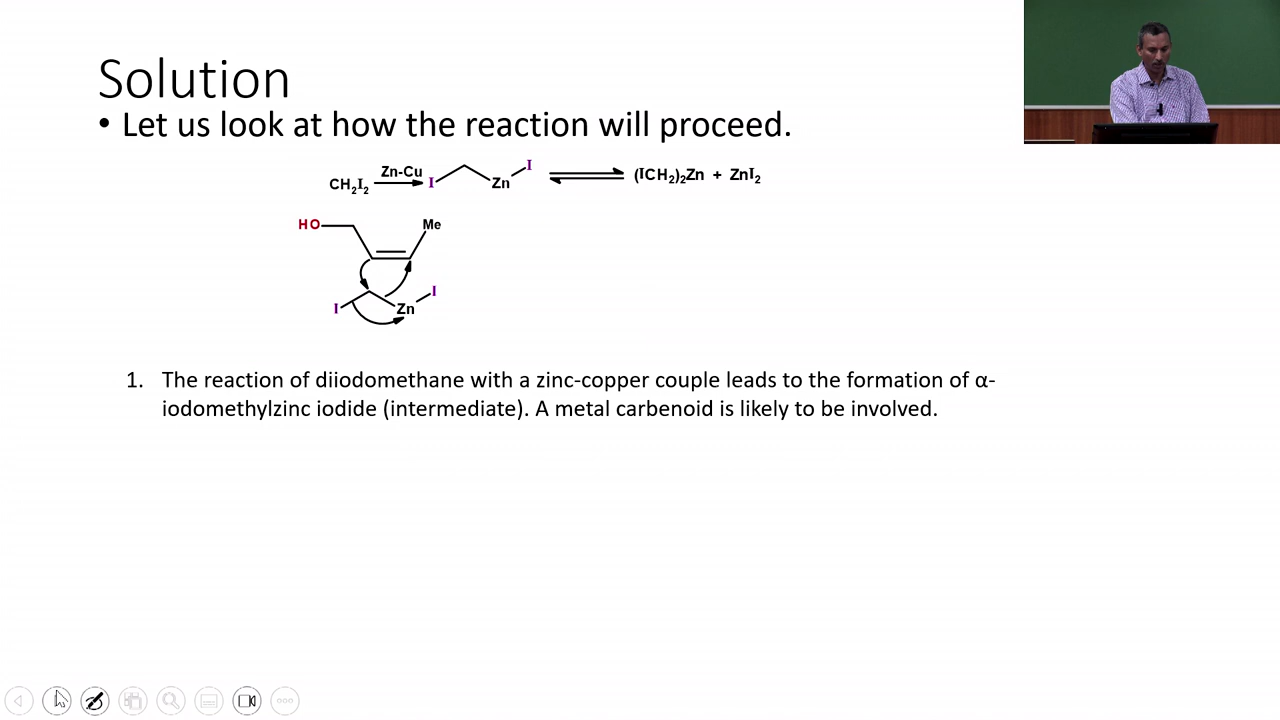 Solution
• Let us look at how the reaction will proceed.
CH₂I₂ Zn-Cu I Zn I (ICH₂)₂Zn + ZnI₂
HO Me
I Zn I
1. The reaction of diiodomethane with a zinc-copper couple leads to the formation of α-
iodomethylzinc iodide (intermediate). A metal carbenoid is likely to be involved.